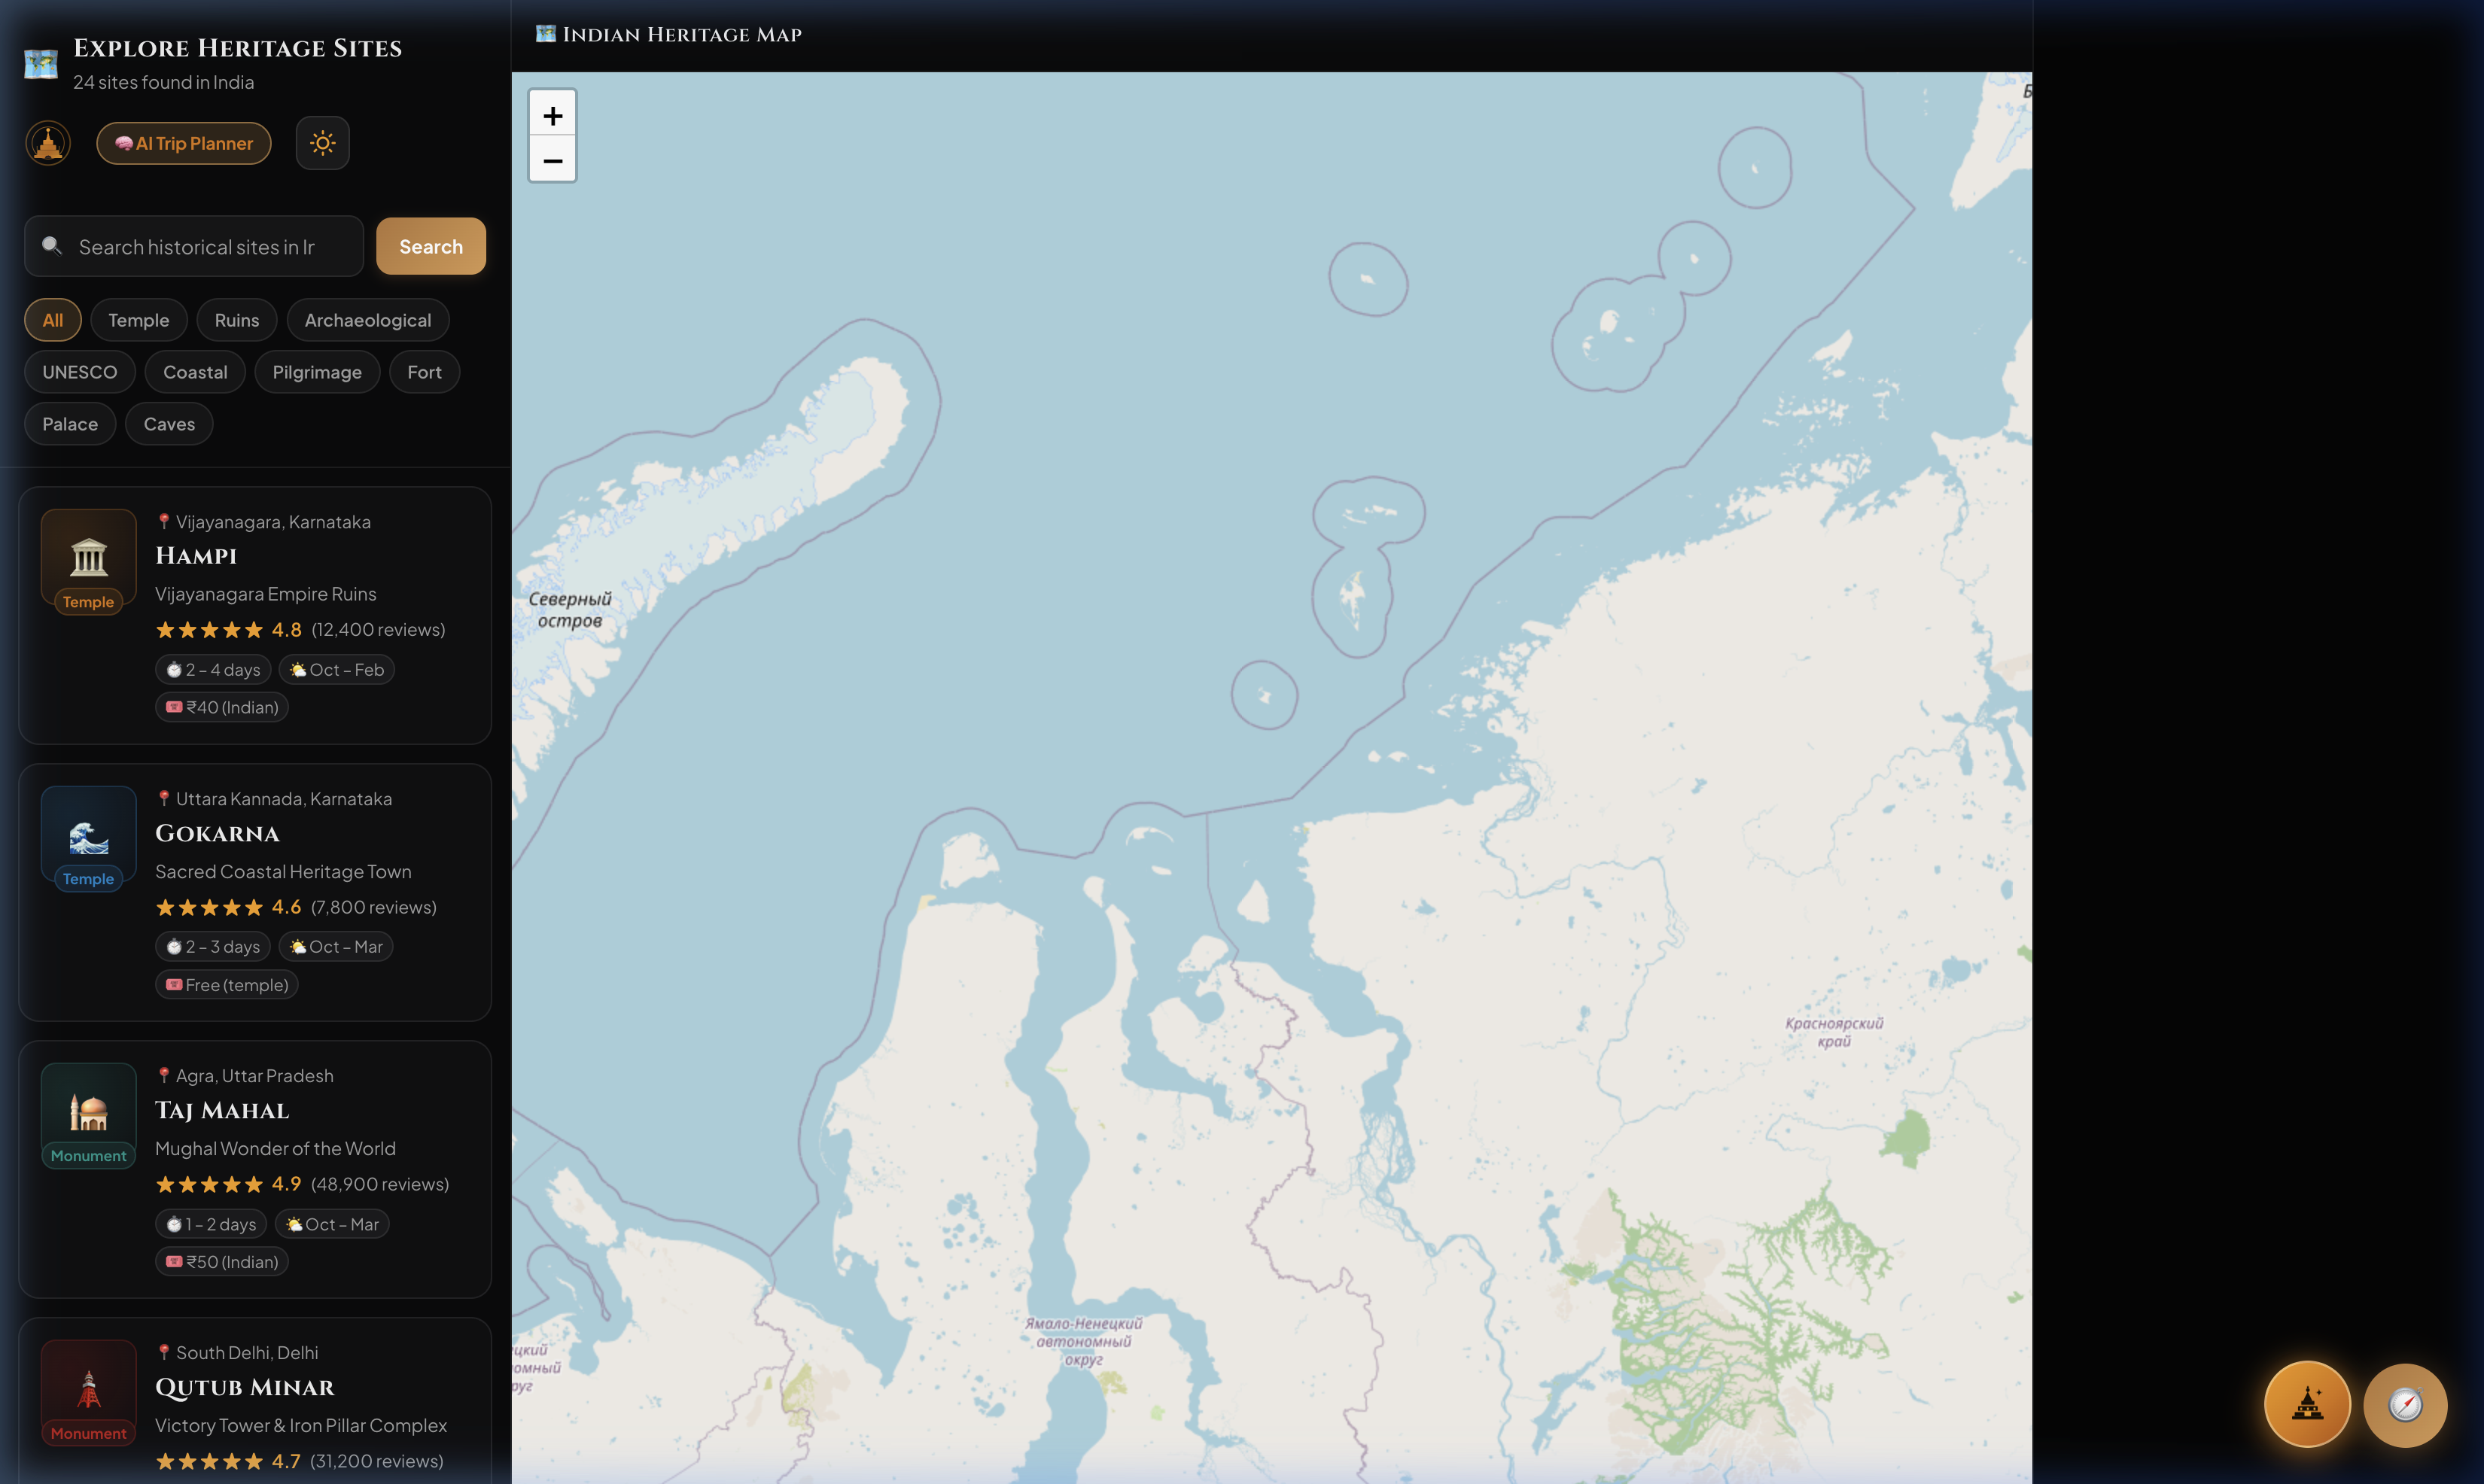 Explore Heritage Sites
24 sites found in India
AI Trip Planner
Search historical sites in Ir
Search
All
Temple
Ruins
Archaeological
UNESCO
Coastal
Pilgrimage
Fort
Palace
Caves
Vijayanagara, Karnataka
Hampi
Temple
Vijayanagara Empire Ruins
4.8 (12,400 reviews)
2 – 4 days
Oct – Feb
₹40 (Indian)
Uttara Kannada, Karnataka
Gokarna
Temple
Sacred Coastal Heritage Town
4.6 (7,800 reviews)
2 – 3 days
Oct – Mar
Free (temple)
Agra, Uttar Pradesh
Taj Mahal
Monument
Mughal Wonder of the World
4.9 (48,900 reviews)
1 – 2 days
Oct – Mar
₹50 (Indian)
South Delhi, Delhi
Qutub Minar
Monument
Victory Tower & Iron Pillar Complex
4.7 (31,200 reviews)
Indian Heritage Map
+
−
Северный
остров
Красноярский
край
Ямало-Ненецкий
автономный
округ